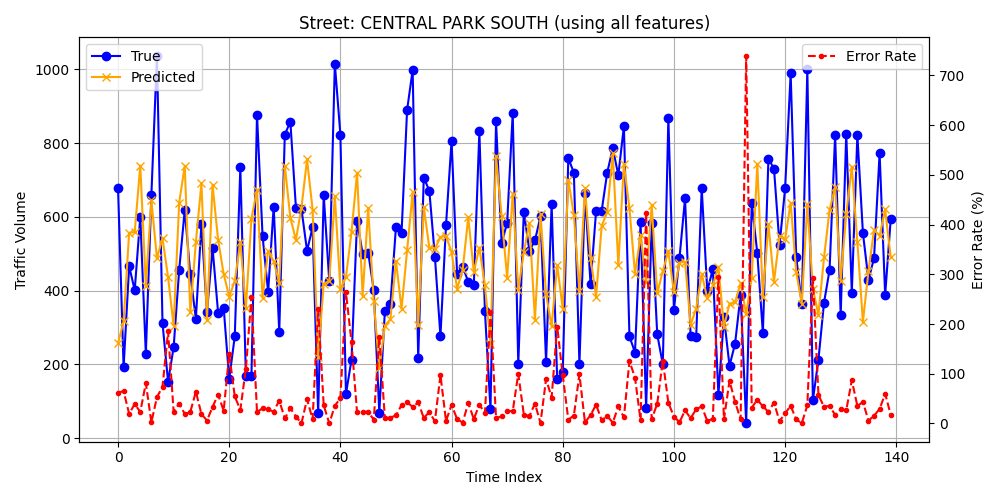 Street: CENTRAL PARK SOUTH (using all features)
True
Predicted
Error Rate
Traffic Volume
1000
800
600
400
200
0
700
600
500
400
300
200
100
0
Error Rate (%)
0 20 40 60 80 100 120 140
Time Index